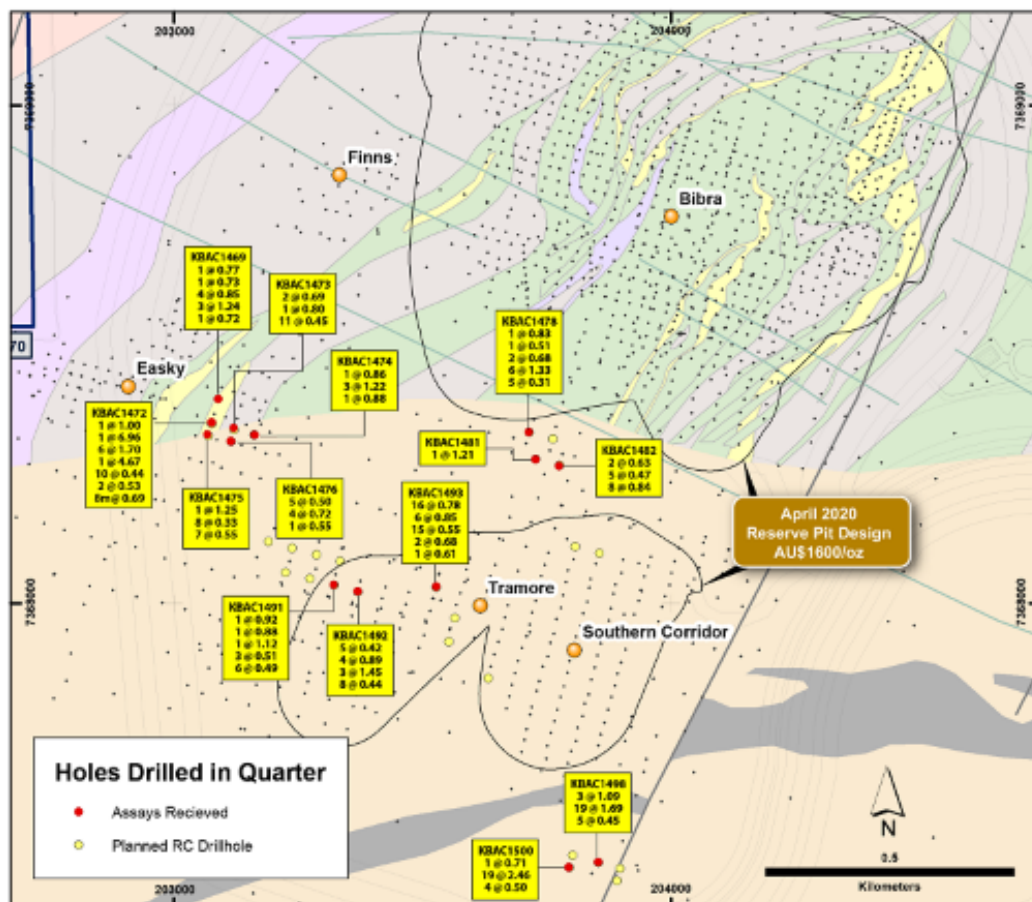 203000
204000
7369000
7369000
Finns
Bibra
KBAC1469
1 @ 0.77
1 @ 0.73
4 @ 0.85
3 @ 1.24
1 @ 0.72
KBAC1473
2 @ 0.69
1 @ 0.80
11 @ 0.45
KBAC1478
1 @ 0.83
1 @ 0.51
2 @ 0.68
6 @ 1.33
5 @ 0.31
70
Easky
KBAC1474
1 @ 0.86
3 @ 1.22
1 @ 0.88
KBAC1472
1 @ 1.00
1 @ 6.96
6 @ 1.70
1 @ 4.67
10 @ 0.44
2 @ 0.53
8m @ 0.69
KBAC1481
1 @ 1.21
KBAC1482
2 @ 0.63
5 @ 0.47
8 @ 0.84
KBAC1475
1 @ 1.25
8 @ 0.33
7 @ 0.55
KBAC1476
5 @ 0.50
4 @ 0.72
1 @ 0.55
KBAC1493
16 @ 0.78
6 @ 0.85
15 @ 0.55
2 @ 0.68
1 @ 0.61
April 2020
Reserve Pit Design
AU$1600/oz
7368000
7368000
Tramore
KBAC1491
1 @ 0.92
1 @ 0.88
1 @ 1.12
3 @ 0.51
6 @ 0.49
KBAC1492
5 @ 0.42
4 @ 0.89
3 @ 1.45
8 @ 0.44
Southern Corridor
Holes Drilled in Quarter
Assays Recieved
Planned RC Drillhole
KBAC1498
3 @ 1.09
19 @ 1.69
5 @ 0.45
KBAC1500
1 @ 0.71
19 @ 2.46
4 @ 0.50
N
0.5
Kilometers
203000
204000